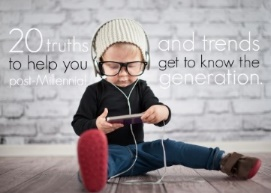 20 truths and trends
to help you get to know the
post-Millennial generation.